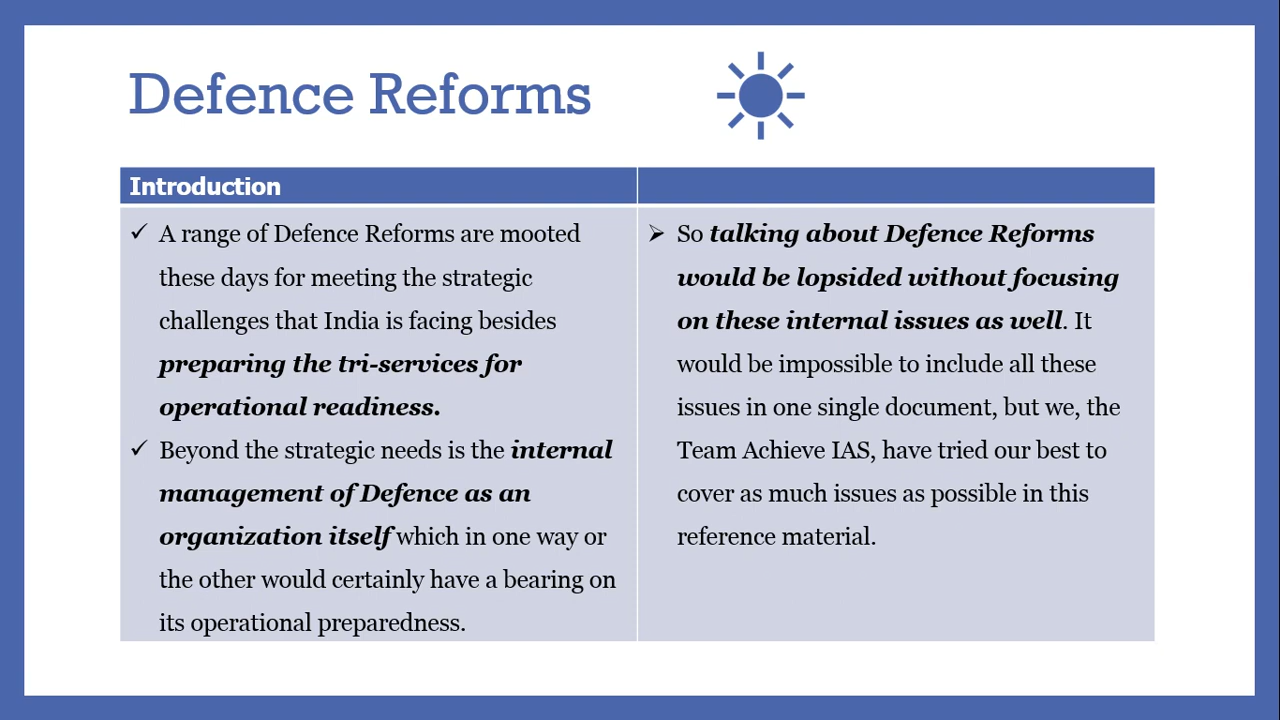 Defence Reforms
Introduction
✓ A range of Defence Reforms are mooted
these days for meeting the strategic
challenges that India is facing besides
preparing the tri-services for
operational readiness.
✓ Beyond the strategic needs is the internal
management of Defence as an
organization itself which in one way or
the other would certainly have a bearing on
its operational preparedness.
➢ So talking about Defence Reforms
would be lopsided without focusing
on these internal issues as well. It
would be impossible to include all these
issues in one single document, but we, the
Team Achieve IAS, have tried our best to
cover as much issues as possible in this
reference material.